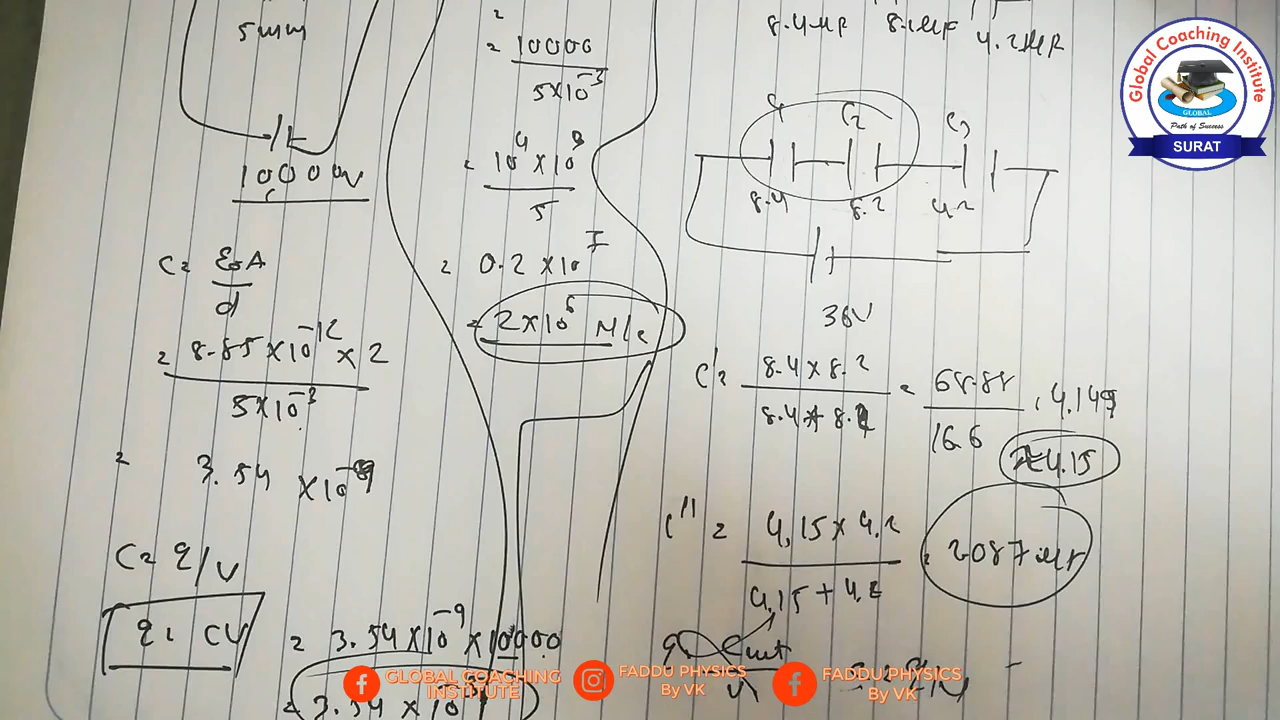 5mm
10000V
C = ε₀A
d
= 8.85×10⁻¹² × 2
5×10⁻³
= 3.54 ×10⁻⁹
C = q/V
q = CV
= 3.54×10⁻⁹×10000
= 3.54 ×10
=
= 10000
5×10⁻³
= 10⁴×10³
5
= 0.2 ×10⁷
= 2×10⁶
8.4μF 8.2μF 4.2μF
C₁ C₂ C₃
8.4 8.2 4.2
36V
C' = 8.4×8.2 = 68.88 = 4.149
8.4+8.2 16.6
≈4.15
C'' = 4.15×4.2 = 2.087μF
4.15+4.2
Global Coaching Institute
GLOBAL
Path of Success
SURAT
GLOBAL COACHING
INSTITUTE
FADDU PHYSICS
By VK
FADDU PHYSICS
By VK